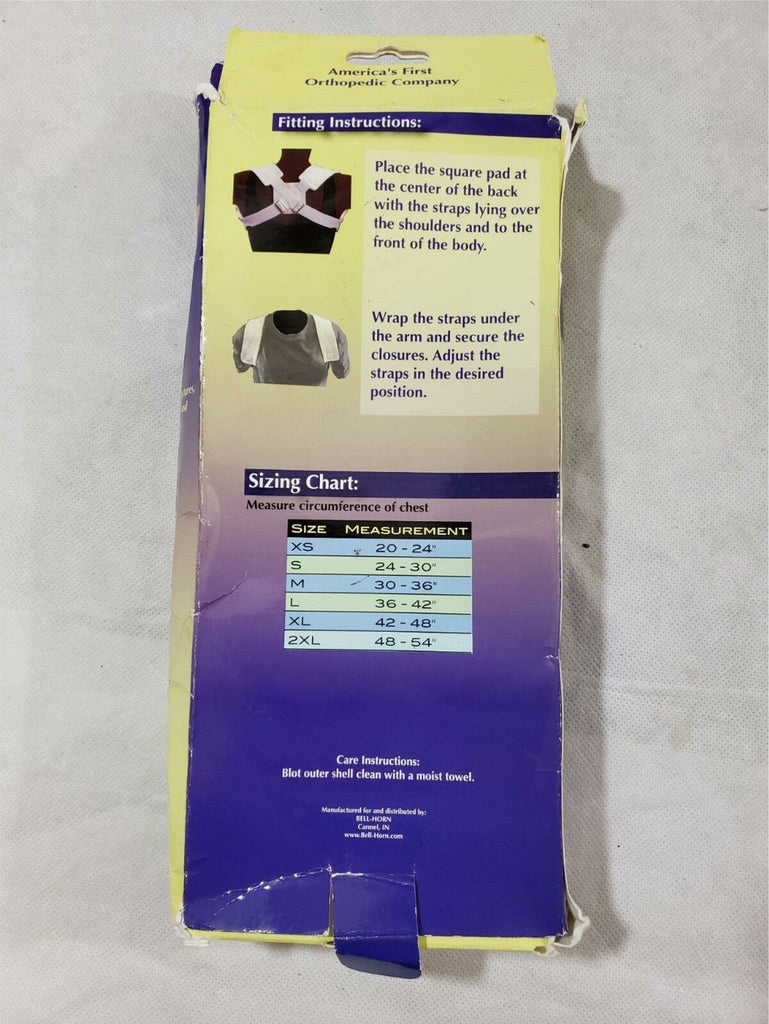 America's First
Orthopedic Company
Fitting Instructions:
Place the square pad at
the center of the back
with the straps lying over
the shoulders and to the
front of the body.
Wrap the straps under
the arm and secure the
closures. Adjust the
straps in the desired
position.
Sizing Chart:
Measure circumference of chest
SIZE MEASUREMENT
XS 20 - 24"
S 24 - 30"
M 30 - 36"
L 36 - 42"
XL 42 - 48"
2XL 48 - 54"
Care Instructions:
Blot outer shell clean with a moist towel.
Manufactured for and distributed by:
BELL-HORN
Carmel, IN
www.Bell-Horn.com